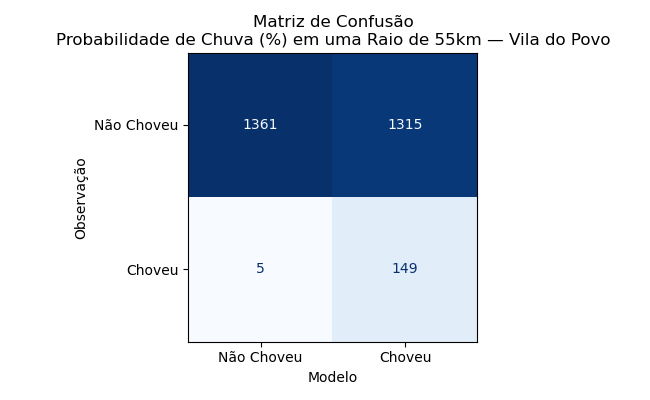 Matriz de Confusão
Probabilidade de Chuva (%) em uma Raio de 55km — Vila do Povo
Observação
Não Choveu
1361
1315
Choveu
5
149
Não Choveu
Choveu
Modelo